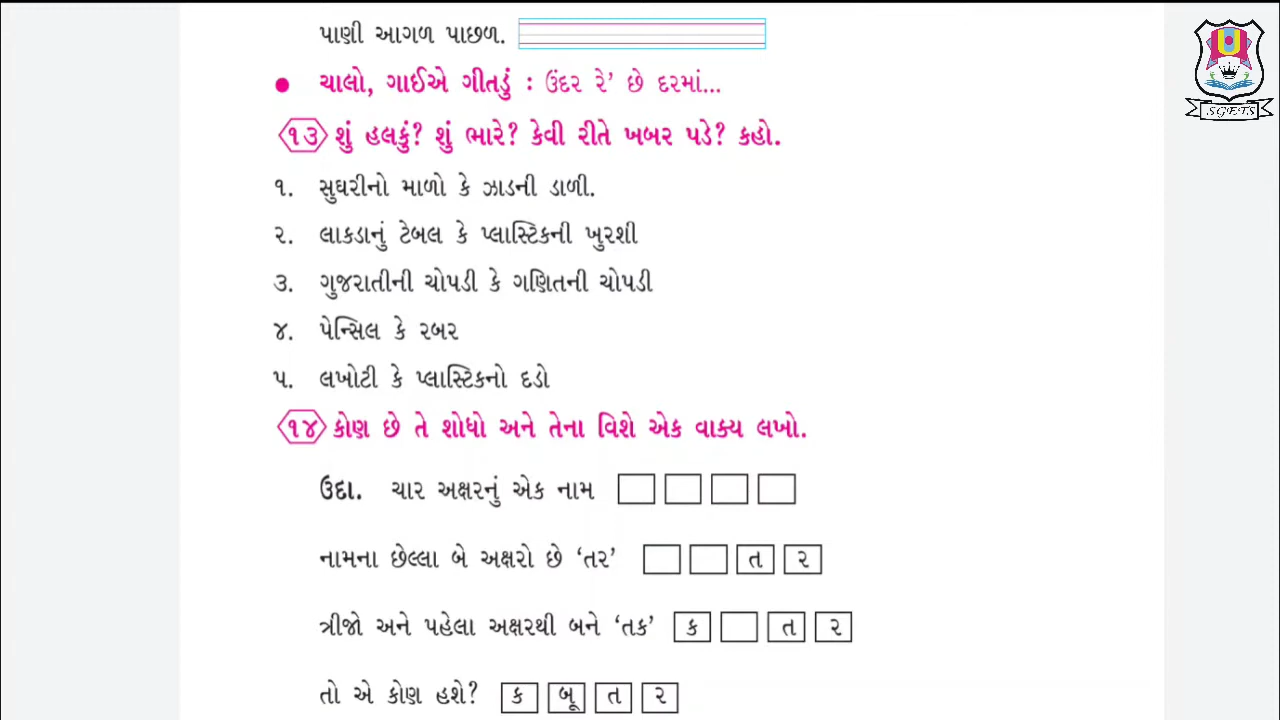 પાણી આગળ પાછળ.
● ચાલો, ગાઈએ ગીતડું : ઉંદર રે' છે દરમાં...
૧૩ શું હલકું? શું ભારે? કેવી રીતે ખબર પડે? કહો.
૧. સુઘરીનો માળો કે ઝાડની ડાળી.
૨. લાકડાનું ટેબલ કે પ્લાસ્ટિકની ખુરશી
૩. ગુજરાતીની ચોપડી કે ગણિતની ચોપડી
૪. પેન્સિલ કે રબર
૫. લખોટી કે પ્લાસ્ટિકનો દડો
૧૪ કોણ છે તે શોધો અને તેના વિશે એક વાક્ય લખો.
ઉદા. ચાર અક્ષરનું એક નામ
નામના છેલ્લા બે અક્ષરો છે ‘તર’ ત ર
ત્રીજો અને પહેલા અક્ષરથી બને ‘તક’ ક ત ર
તો એ કોણ હશે? ક બૂ ત ર
SGETS